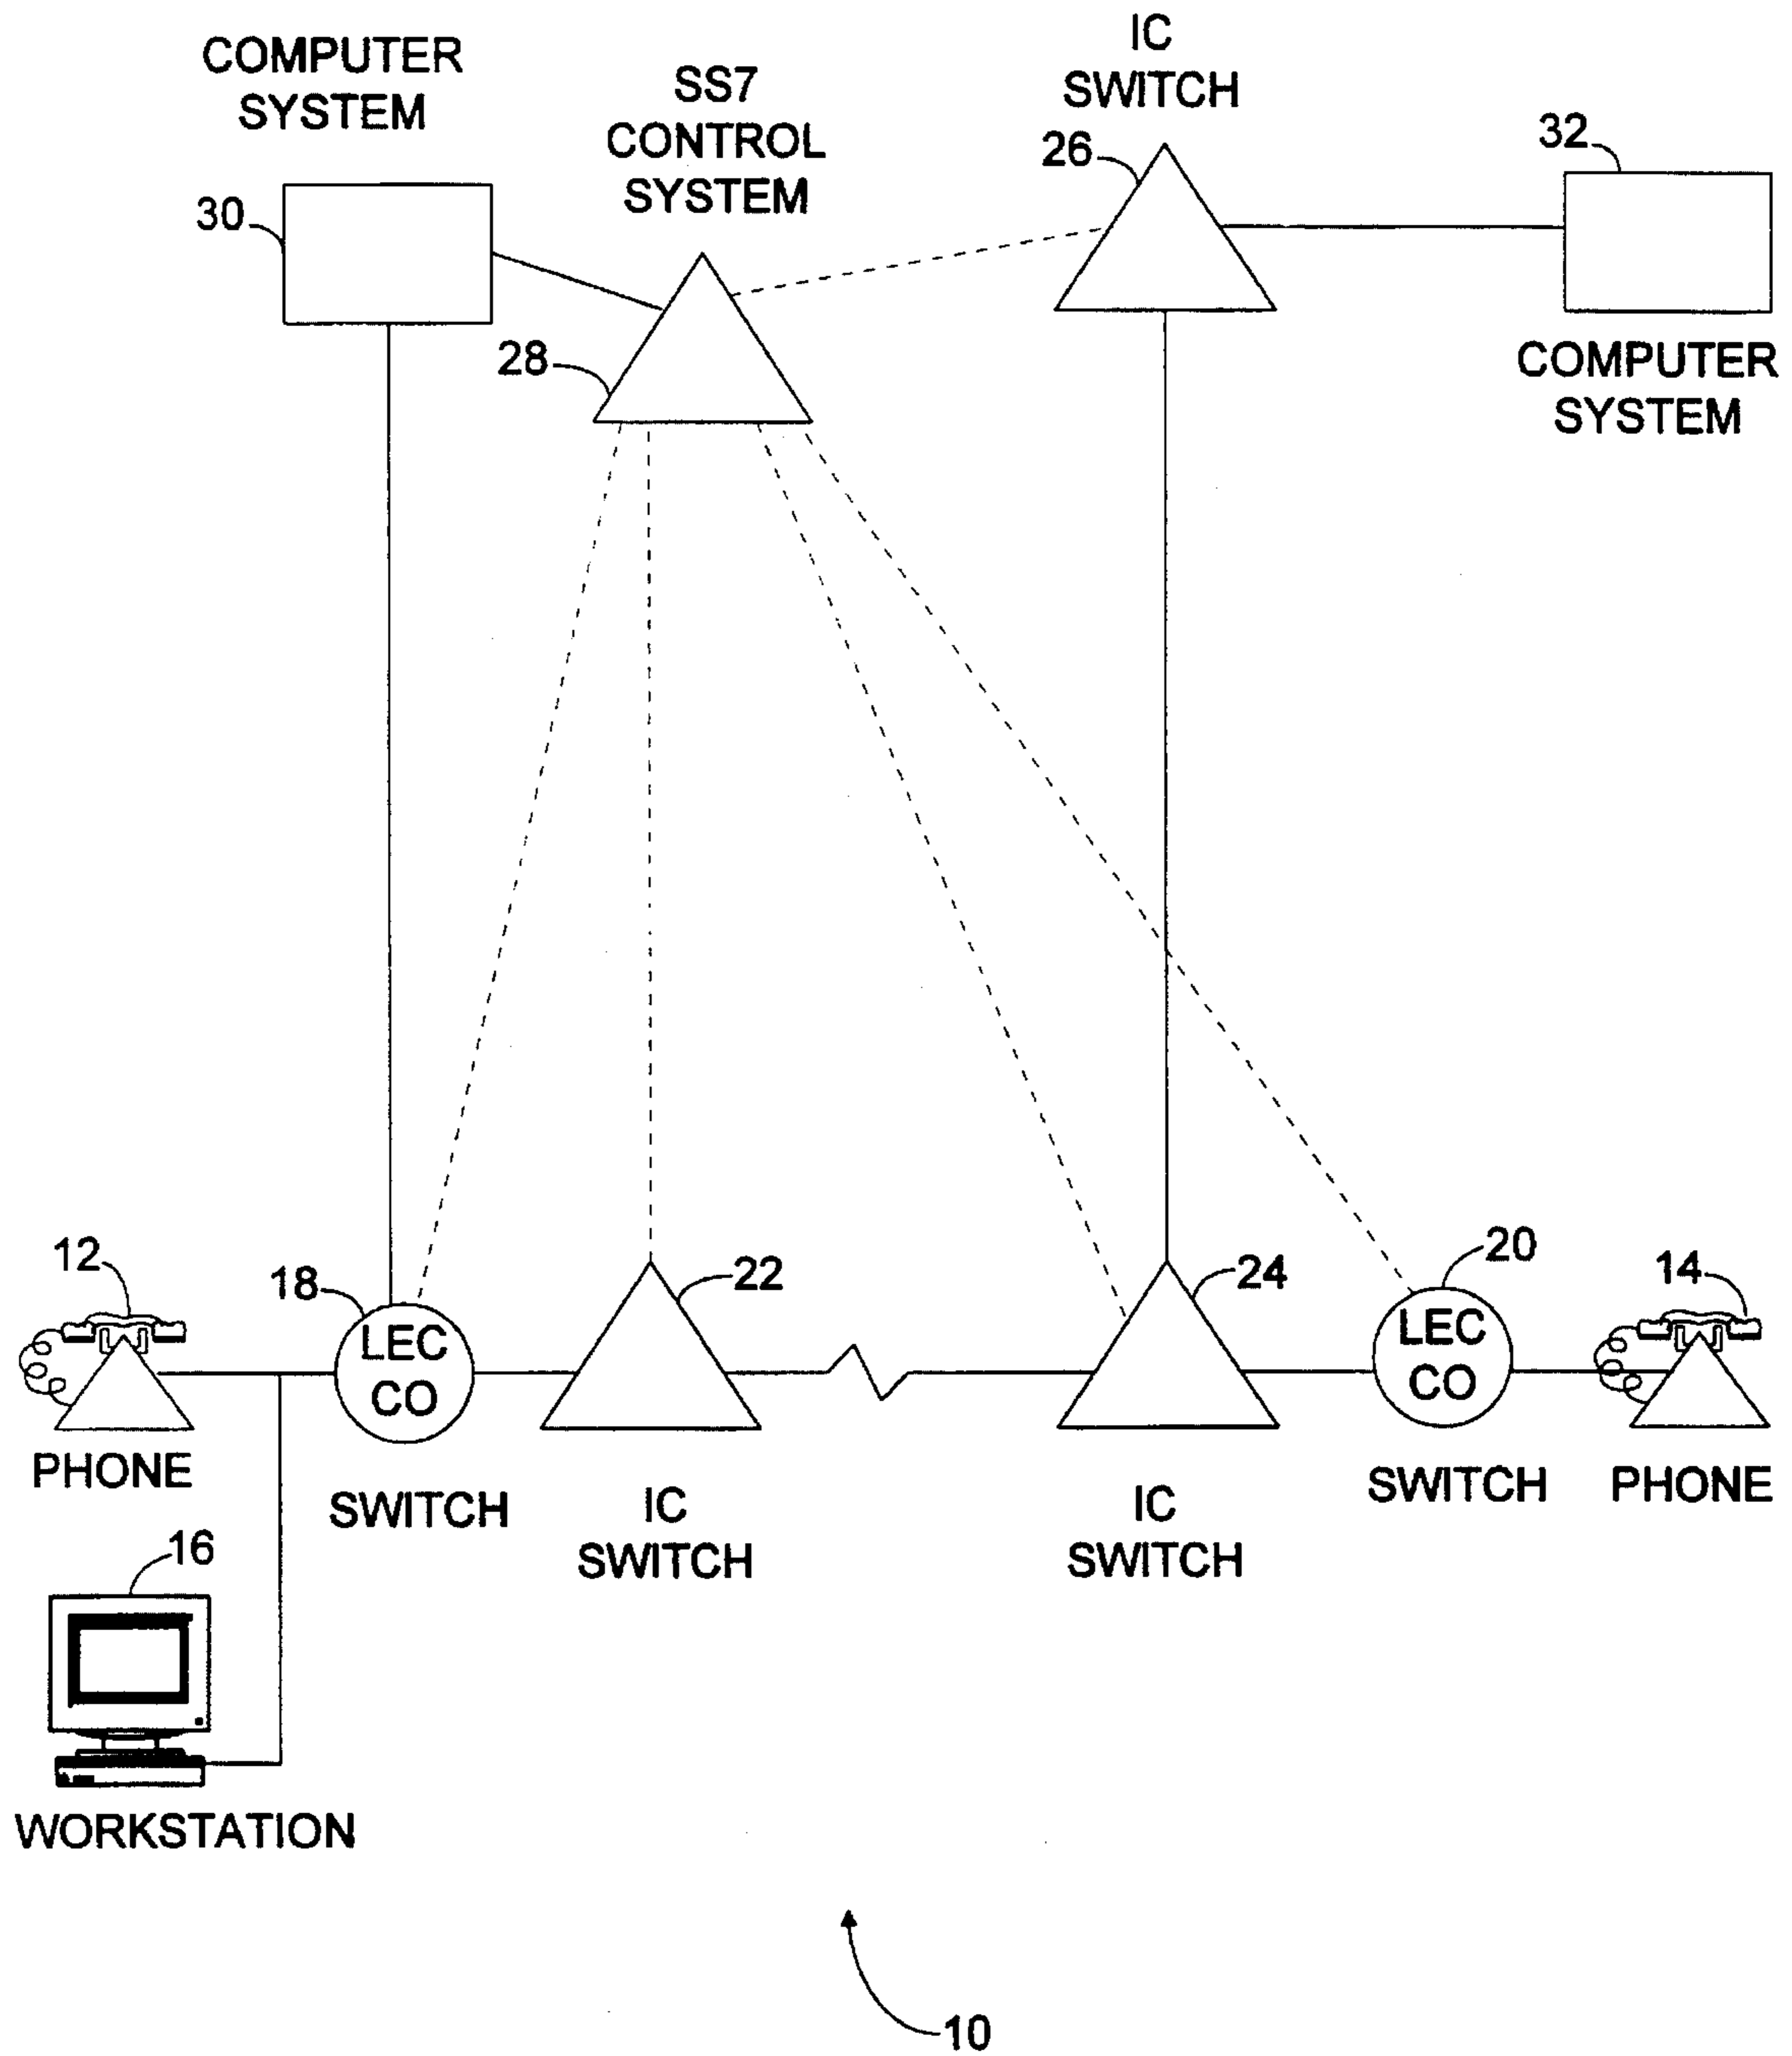 COMPUTER
SYSTEM
SS7
CONTROL
SYSTEM
IC
SWITCH
26
32
30
28
COMPUTER
SYSTEM
12
18
22
24
20
14
LEC
CO
LEC
CO
PHONE
SWITCH
IC
SWITCH
IC
SWITCH
SWITCH
PHONE
16
WORKSTATION
10